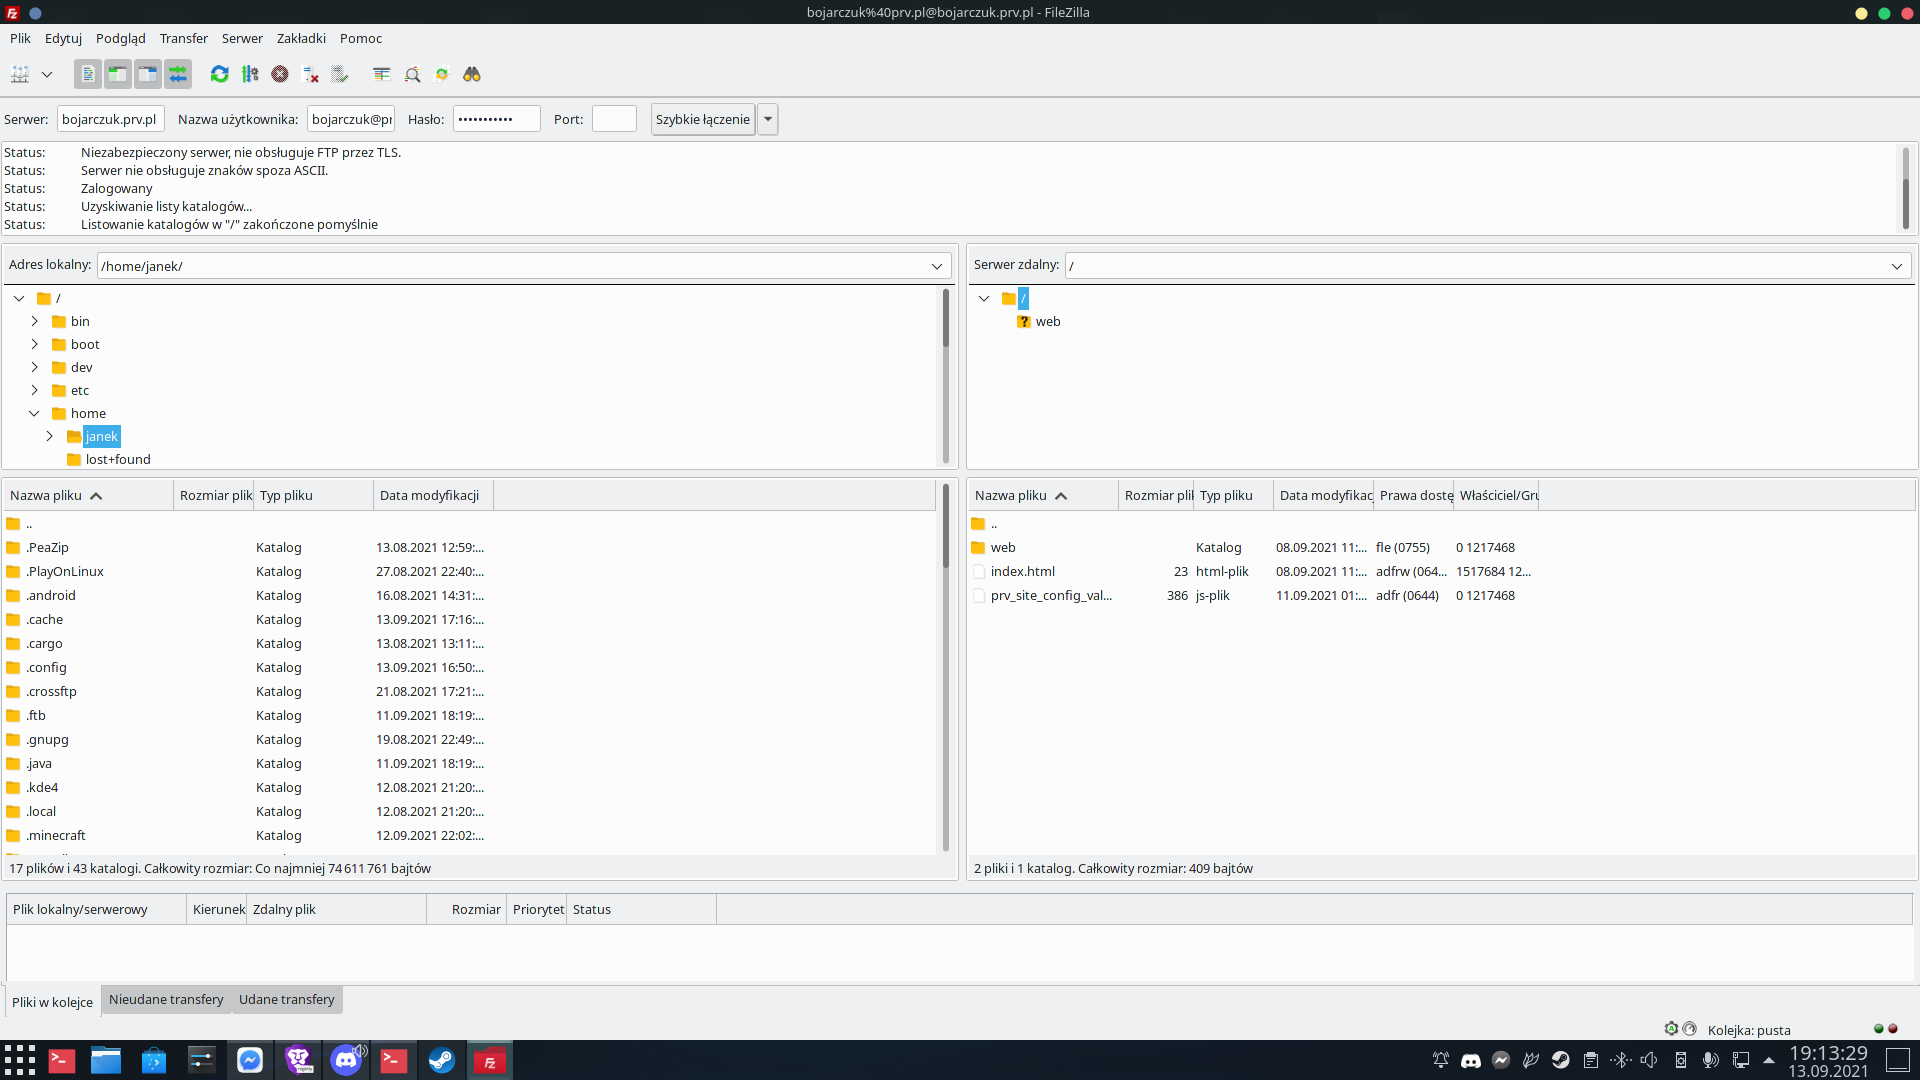 bojarczuk%40prv.pl@bojarczuk.prv.pl - FileZilla
Plik Edytuj Podgląd Transfer Serwer Zakładki Pomoc
Serwer: bojarczuk.prv.pl Nazwa użytkownika: bojarczuk@pr Hasło: ••••••••••• Port: Szybkie łączenie
Status: Niezabezpieczony serwer, nie obsługuje FTP przez TLS.
Status: Serwer nie obsługuje znaków spoza ASCII.
Status: Zalogowany
Status: Uzyskiwanie listy katalogów...
Status: Listowanie katalogów w "/" zakończone pomyślnie
Adres lokalny: /home/janek/
/
bin
boot
dev
etc
home
janek
lost+found
Serwer zdalny: /
/
? web
Nazwa pliku Rozmiar plik Typ pliku Data modyfikacji
..
.PeaZip Katalog 13.08.2021 12:59:...
.PlayOnLinux Katalog 27.08.2021 22:40:...
.android Katalog 16.08.2021 14:31:...
.cache Katalog 13.09.2021 17:16:...
.cargo Katalog 13.08.2021 13:11:...
.config Katalog 13.09.2021 16:50:...
.crossftp Katalog 21.08.2021 17:21:...
.ftb Katalog 11.09.2021 18:19:...
.gnupg Katalog 19.08.2021 22:49:...
.java Katalog 11.09.2021 18:19:...
.kde4 Katalog 12.08.2021 21:20:...
.local Katalog 12.08.2021 21:20:...
.minecraft Katalog 12.09.2021 22:02:...
17 plików i 43 katalogi. Całkowity rozmiar: Co najmniej 74 611 761 bajtów
Nazwa pliku Rozmiar plik Typ pliku Data modyfikac Prawa dostę Właściciel/Gru
..
web Katalog 08.09.2021 11:... fle (0755) 0 1217468
index.html 23 html-plik 08.09.2021 11:... adfrw (064... 1517684 12...
prv_site_config_val... 386 js-plik 11.09.2021 01:... adfr (0644) 0 1217468
2 pliki i 1 katalog. Całkowity rozmiar: 409 bajtów
Plik lokalny/serwerowy Kierunek Zdalny plik Rozmiar Priorytet Status
Pliki w kolejce Nieudane transfery Udane transfery
Kolejka: pusta
19:13:29
13.09.2021